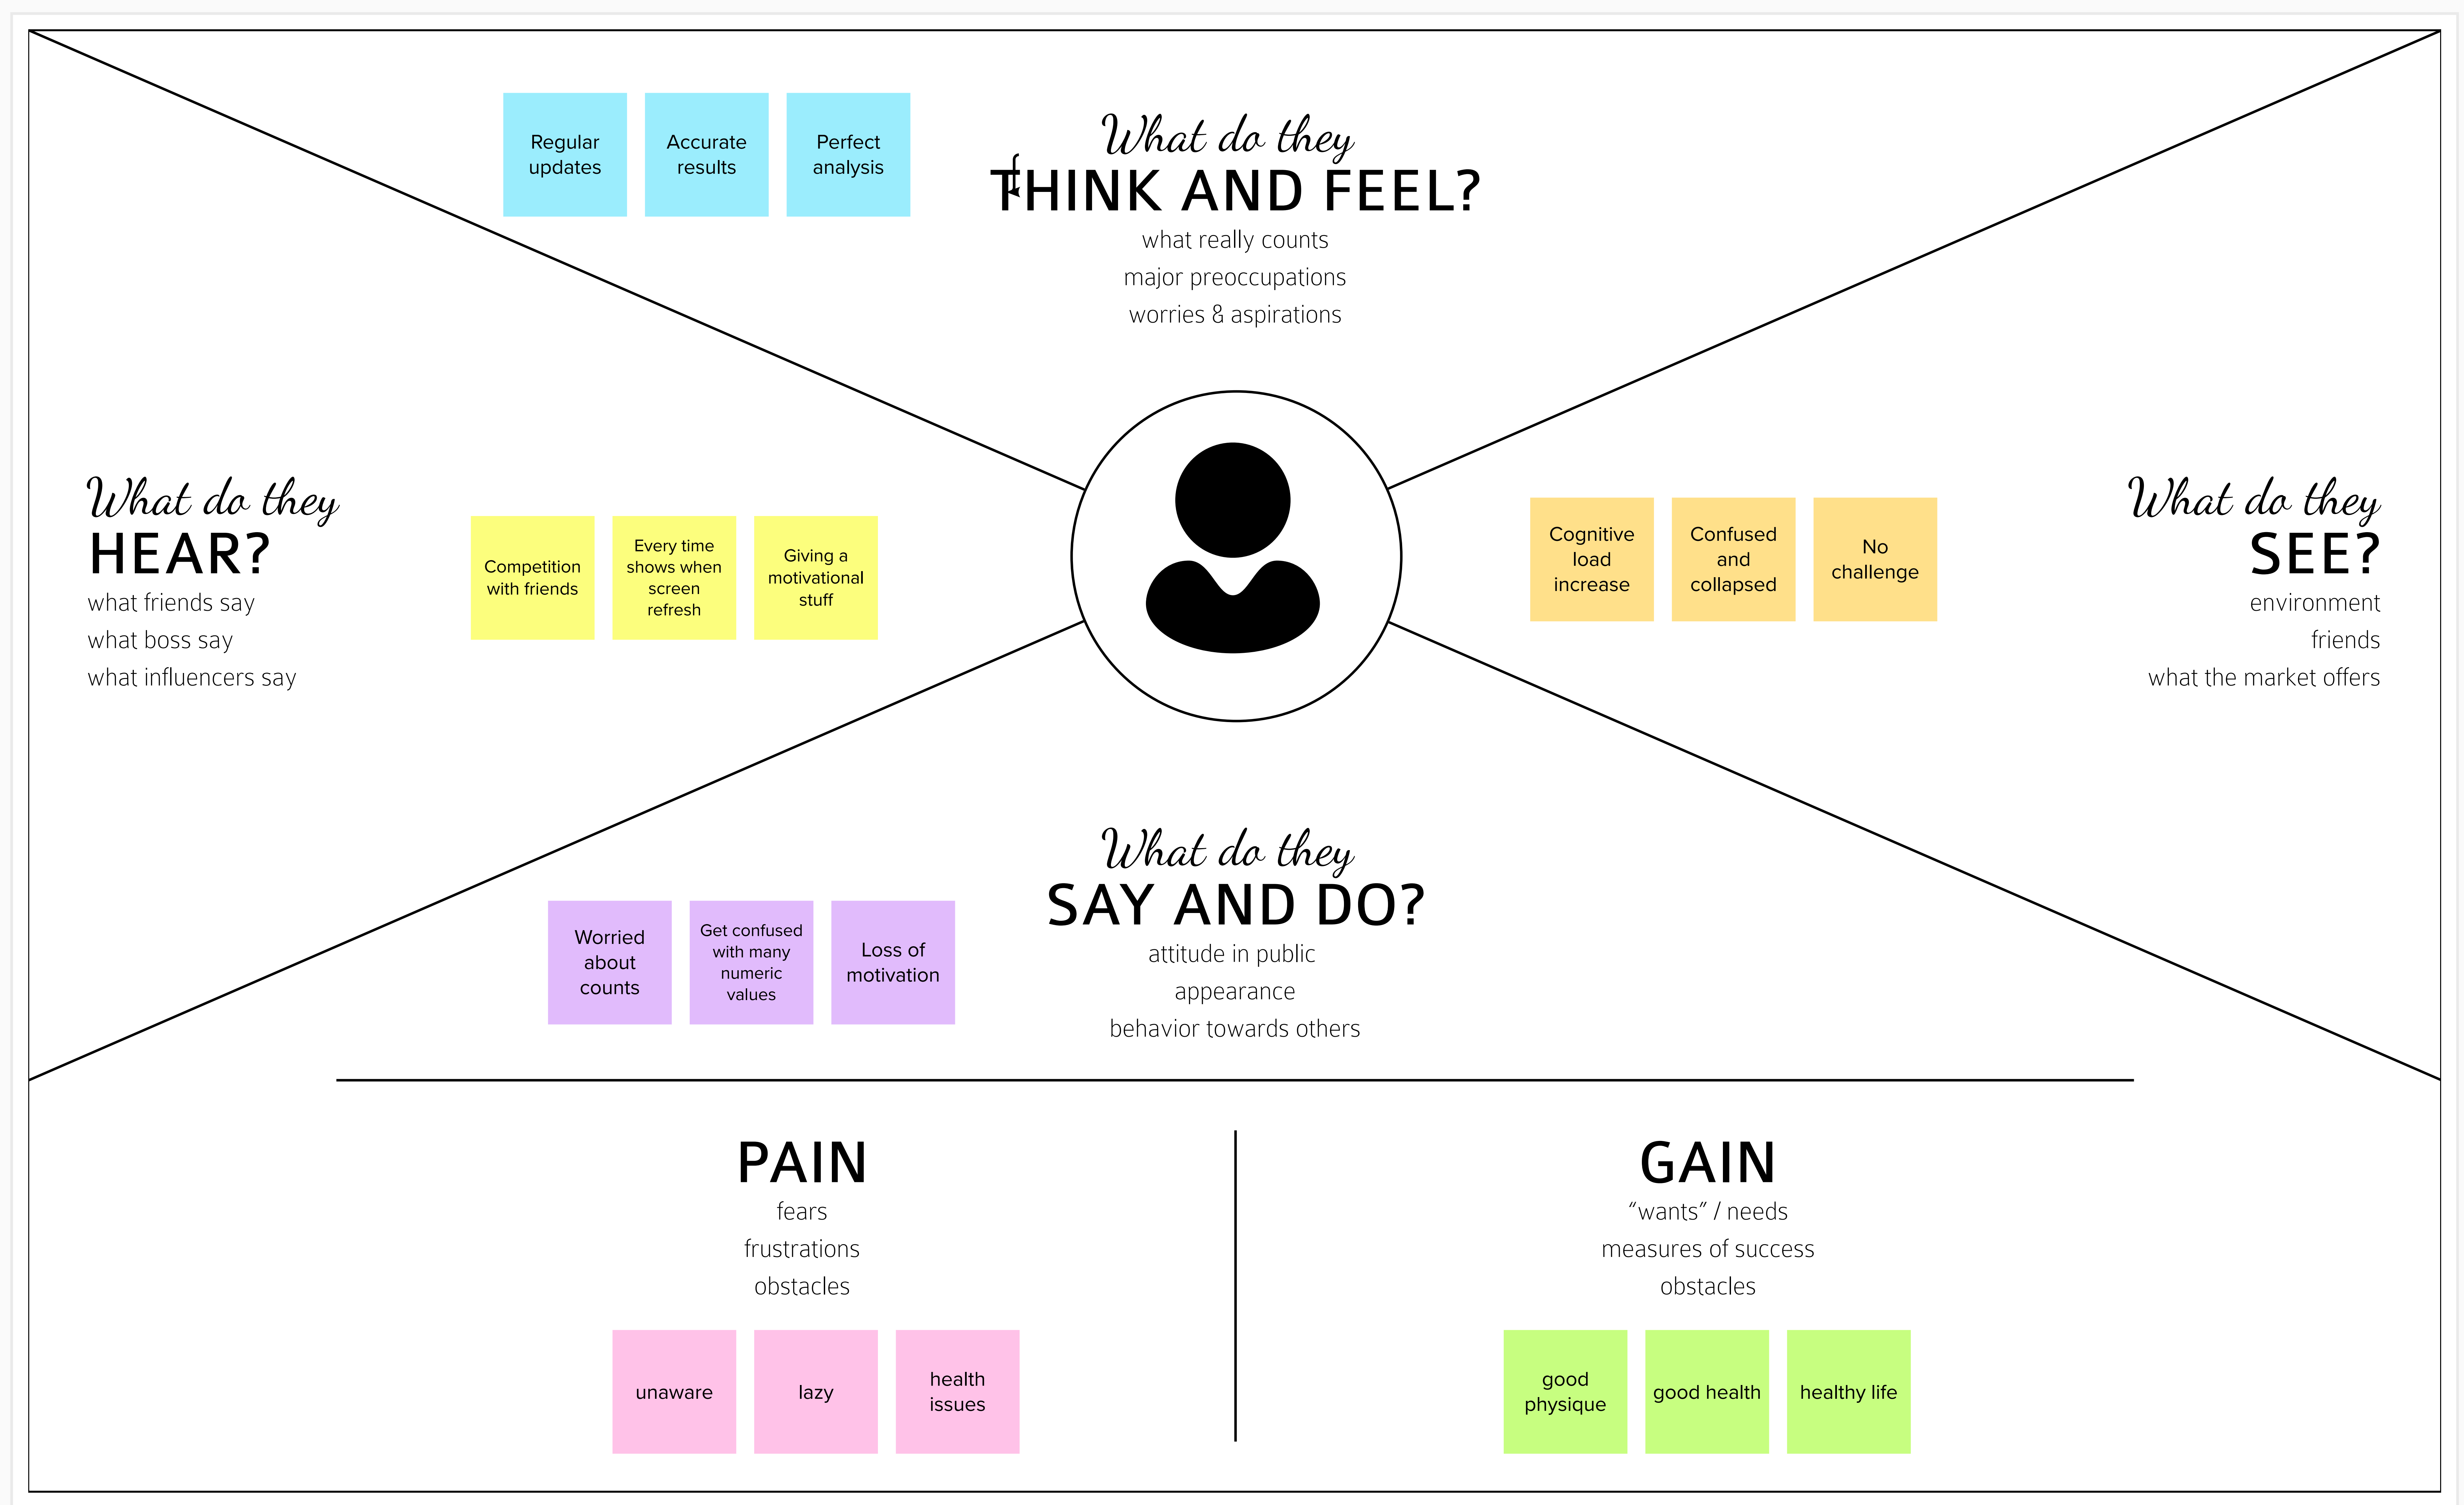 Regular
updates
Accurate
results
Perfect
analysis
What do they
THINK AND FEEL?
what really counts
major preoccupations
worries & aspirations
What do they
HEAR?
what friends say
what boss say
what influencers say
Competition
with friends
Every time
shows when
screen
refresh
Giving a
motivational
stuff
Cognitive
load
increase
Confused
and
collapsed
No
challenge
What do they
SEE?
environment
friends
what the market offers
What do they
SAY AND DO?
attitude in public
appearance
behavior towards others
Worried
about
counts
Get confused
with many
numeric
values
Loss of
motivation
PAIN
fears
frustrations
obstacles
unaware
lazy
health
issues
GAIN
“wants” / needs
measures of success
obstacles
good
physique
good health
healthy life